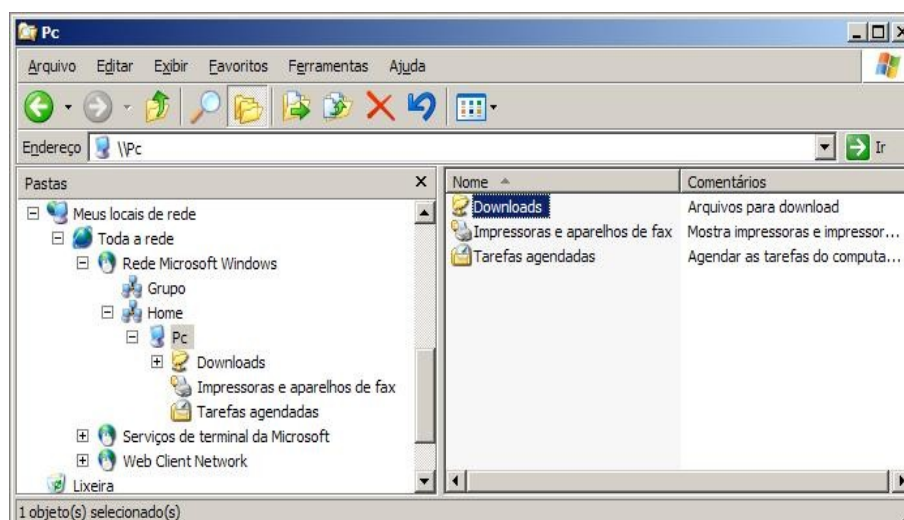 Pc
Arquivo Editar Exibir Favoritos Ferramentas Ajuda
Endereço \\Pc Ir
Pastas
Meus locais de rede
Toda a rede
Rede Microsoft Windows
Grupo
Home
Pc
Downloads
Impressoras e aparelhos de fax
Tarefas agendadas
Serviços de terminal da Microsoft
Web Client Network
Lixeira
Nome Comentários
Downloads Arquivos para download
Impressoras e aparelhos de fax Mostra impressoras e impressor...
Tarefas agendadas Agendar as tarefas do computa...
1 objeto(s) selecionado(s)